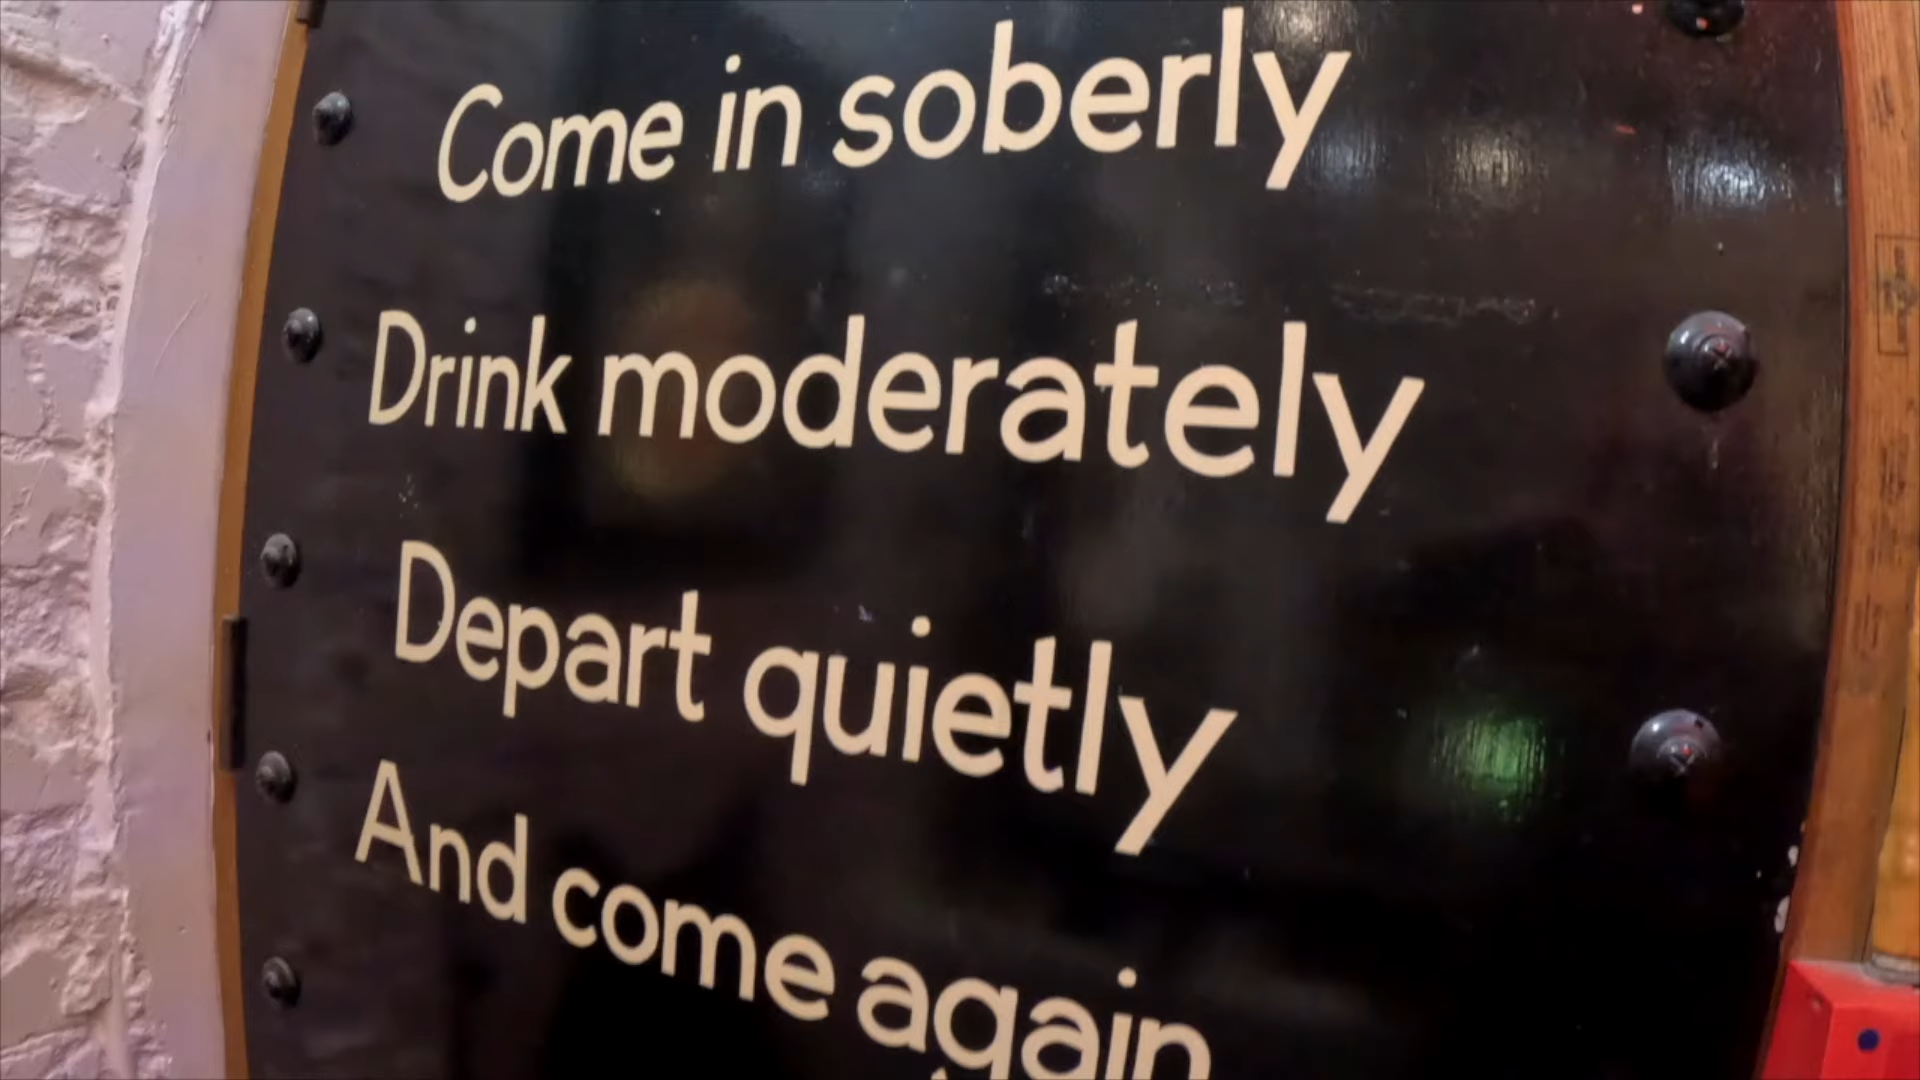 Come in soberly
Drink moderately
Depart quietly
And come again